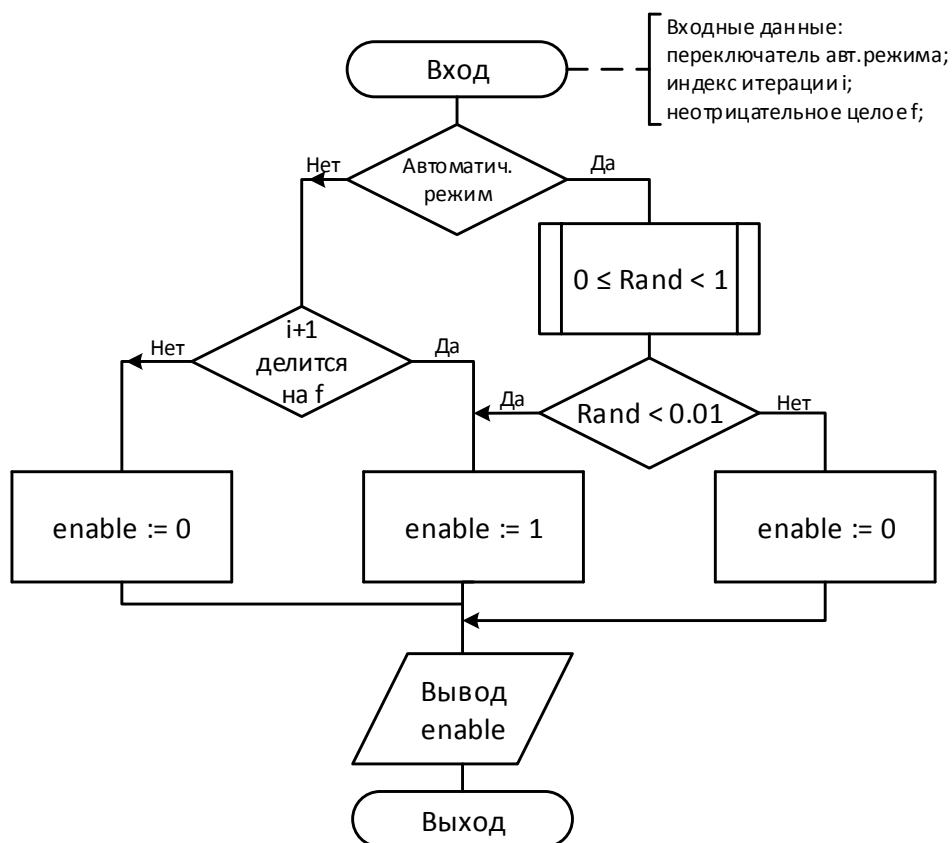 Вход
Входные данные:
переключатель авт.режима;
индекс итерации i;
неотрицательное целое f;
Автоматич.
режим
Нет
Да
0 ≤ Rand < 1
i+1
делится
на f
Нет
Да
Rand < 0.01
Да
Нет
enable := 0
enable := 1
enable := 0
Вывод
enable
Выход